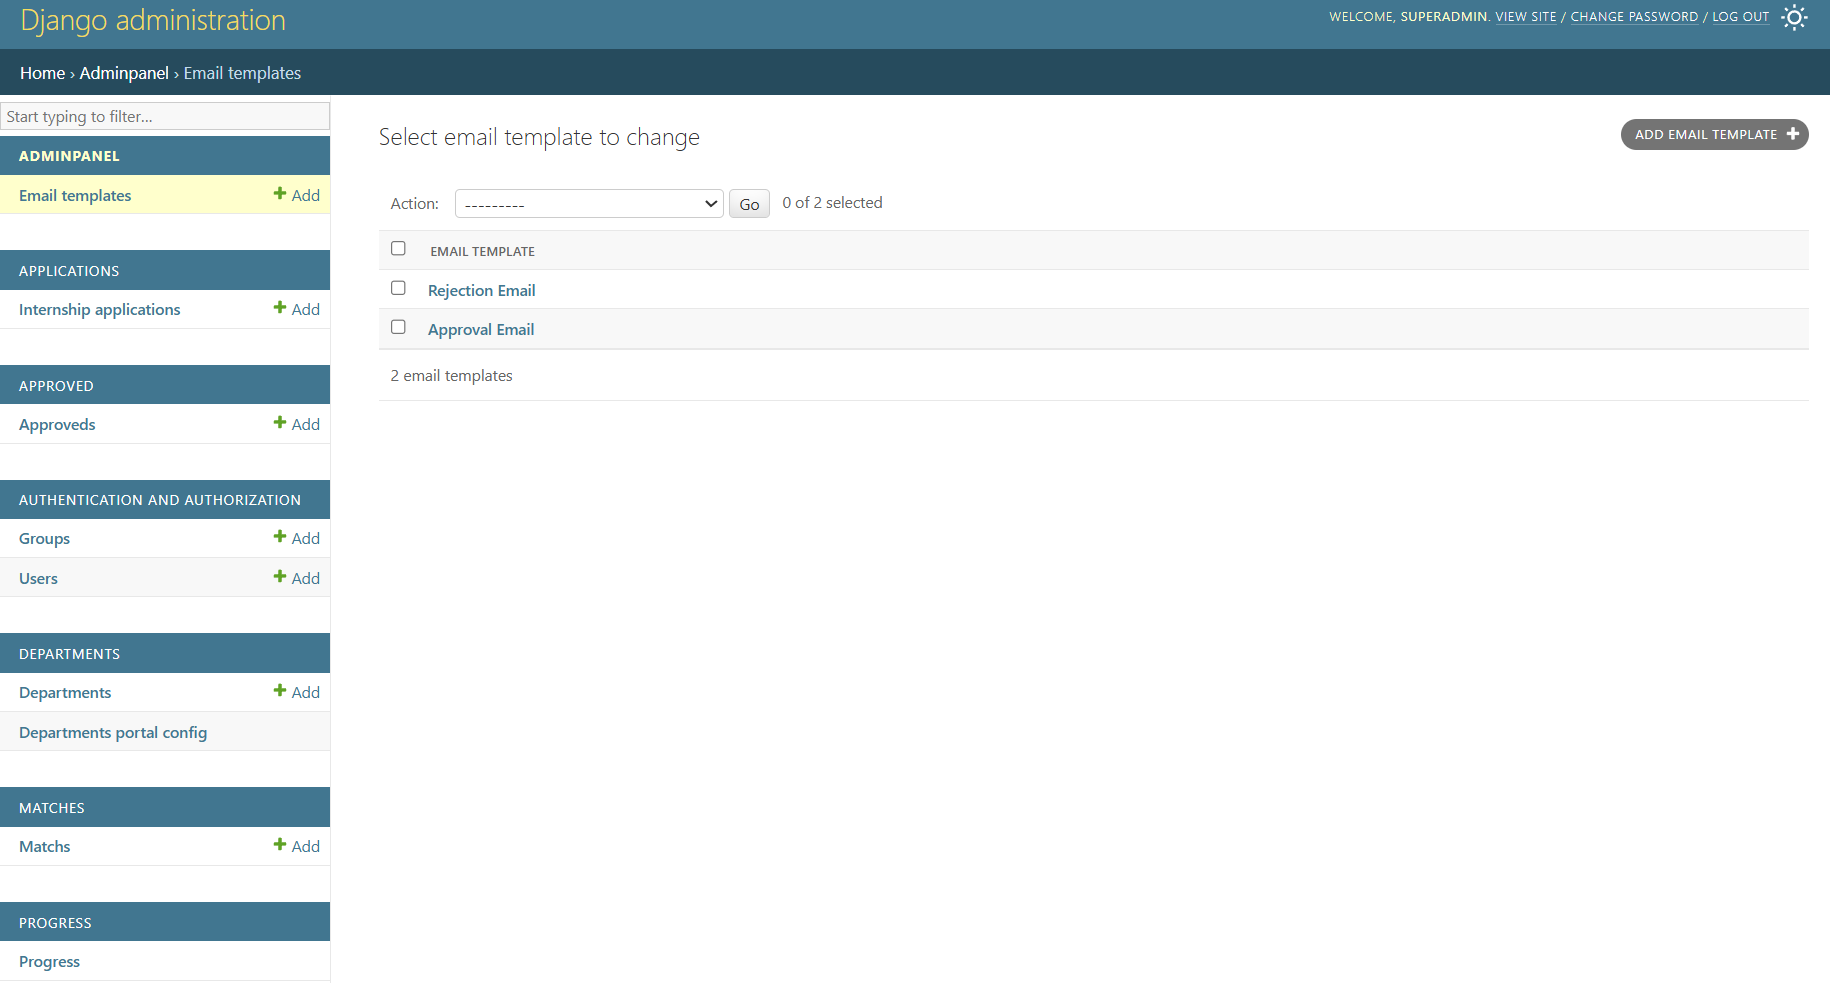 Django administration
WELCOME, SUPERADMIN. VIEW SITE / CHANGE PASSWORD / LOG OUT
Home › Adminpanel › Email templates
Start typing to filter...
ADMINPANEL
Email templates Add
APPLICATIONS
Internship applications Add
APPROVED
Approveds Add
AUTHENTICATION AND AUTHORIZATION
Groups Add
Users Add
DEPARTMENTS
Departments Add
Departments portal config
MATCHES
Matchs Add
PROGRESS
Progress
Select email template to change
ADD EMAIL TEMPLATE
Action: --------- Go 0 of 2 selected
EMAIL TEMPLATE
Rejection Email
Approval Email
2 email templates